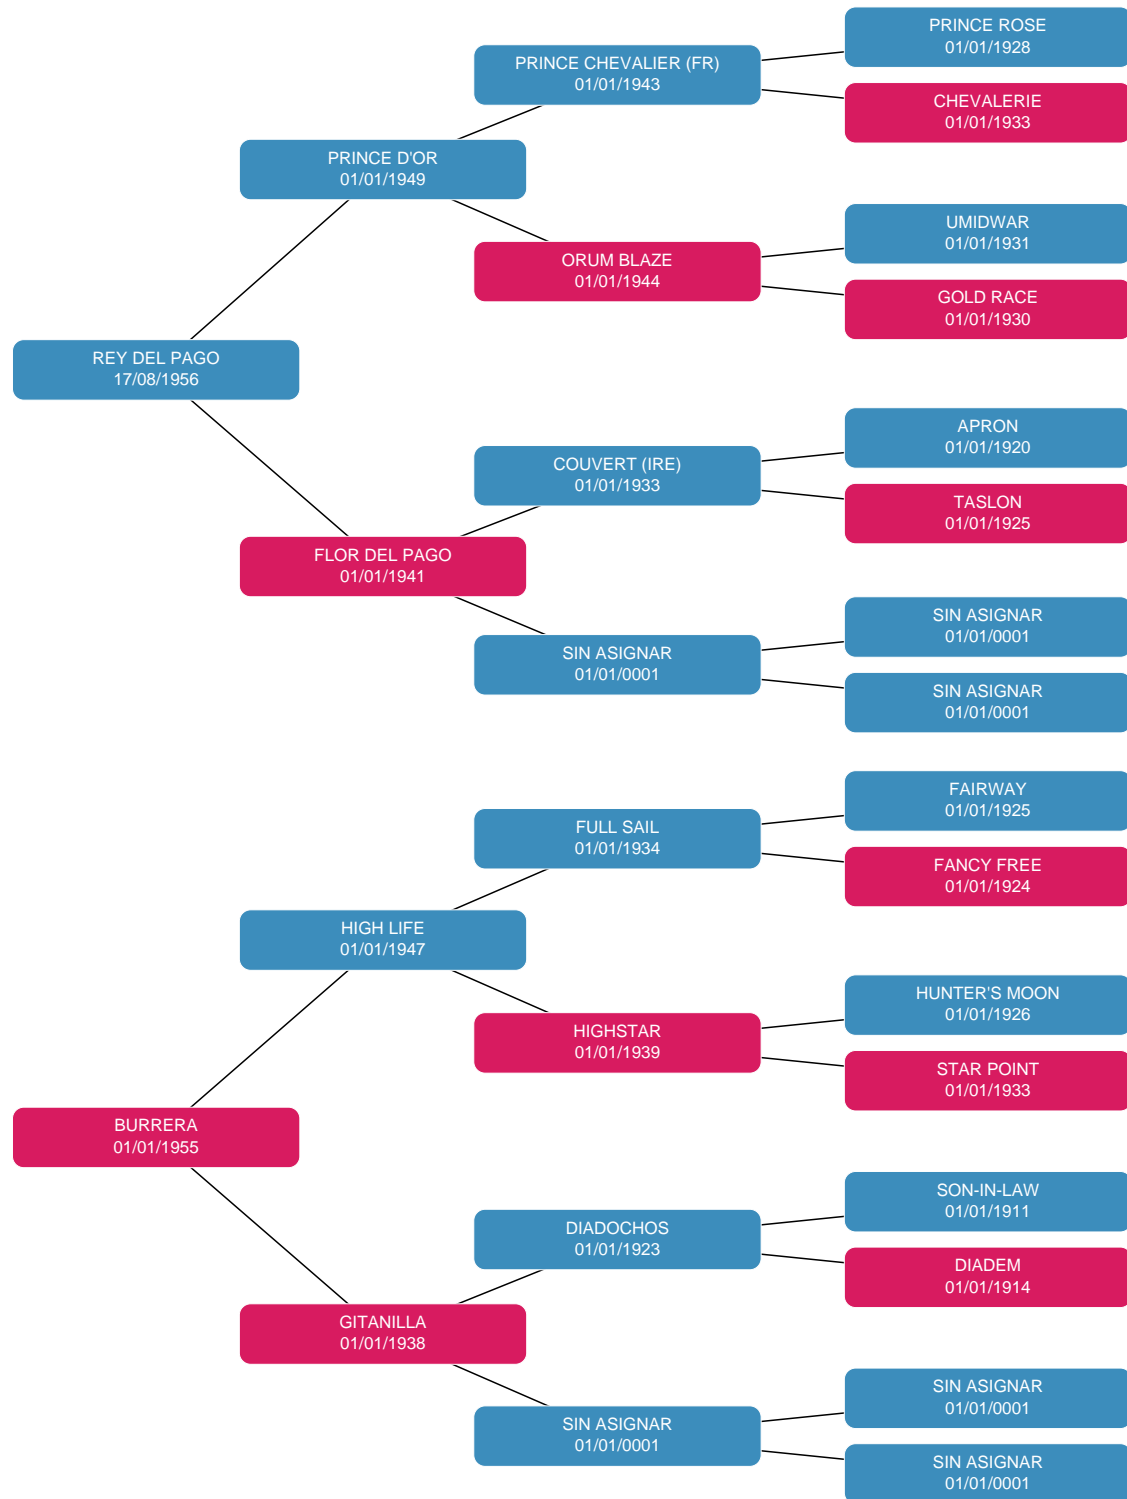 PRINCE ROSE
01/01/1928
PRINCE CHEVALIER (FR)
01/01/1943
CHEVALERIE
01/01/1933
PRINCE D'OR
01/01/1949
UMIDWAR
01/01/1931
ORUM BLAZE
01/01/1944
GOLD RACE
01/01/1930
REY DEL PAGO
17/08/1956
APRON
01/01/1920
COUVERT (IRE)
01/01/1933
TASLON
01/01/1925
FLOR DEL PAGO
01/01/1941
SIN ASIGNAR
01/01/0001
SIN ASIGNAR
01/01/0001
SIN ASIGNAR
01/01/0001
FAIRWAY
01/01/1925
FULL SAIL
01/01/1934
FANCY FREE
01/01/1924
HIGH LIFE
01/01/1947
HUNTER'S MOON
01/01/1926
HIGHSTAR
01/01/1939
STAR POINT
01/01/1933
BURRERA
01/01/1955
SON-IN-LAW
01/01/1911
DIADOCHOS
01/01/1923
DIADEM
01/01/1914
GITANILLA
01/01/1938
SIN ASIGNAR
01/01/0001
SIN ASIGNAR
01/01/0001
SIN ASIGNAR
01/01/0001